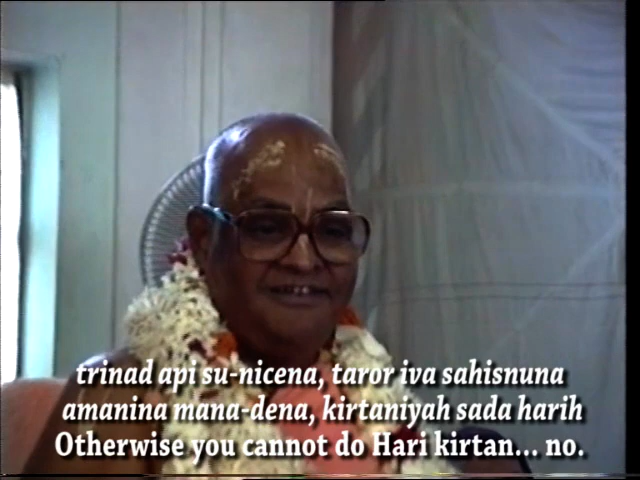 trinad api su-nicena, taror iva sahisnuna
amanina mana-dena, kirtaniyah sada harih
Otherwise you cannot do Hari kirtan... no.